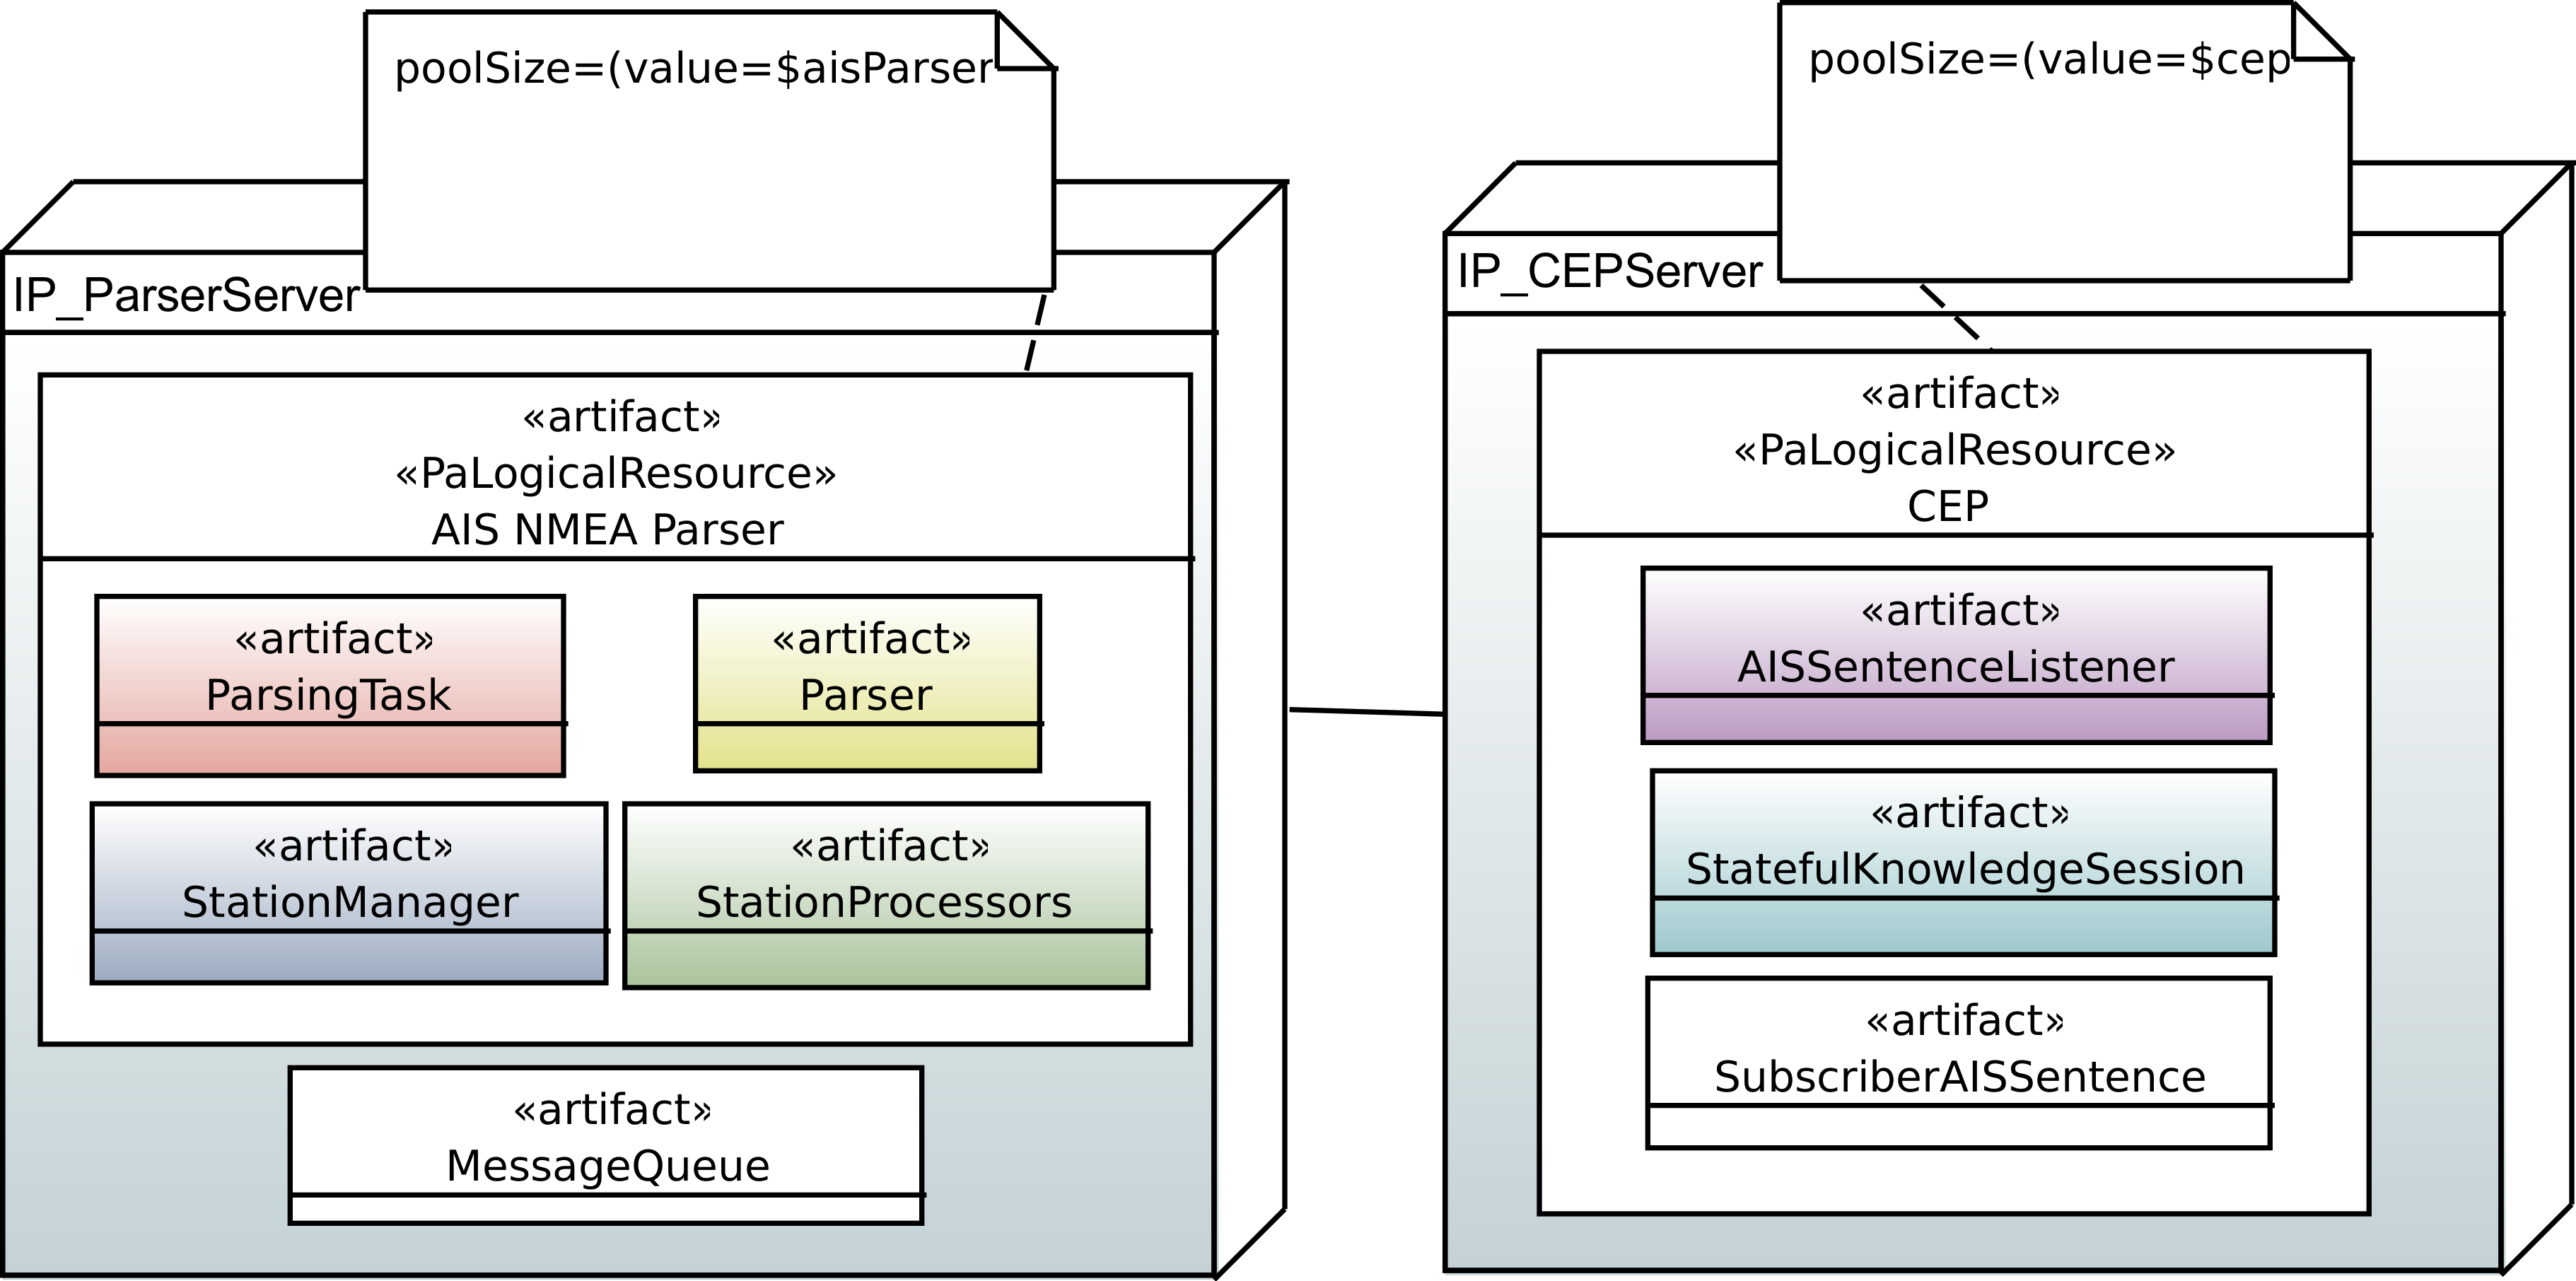 poolSize=(value=$aisParser
IP_ParserServer
«artifact»
«PaLogicalResource»
AIS NMEA Parser
«artifact»
ParsingTask
«artifact»
Parser
«artifact»
StationManager
«artifact»
StationProcessors
«artifact»
MessageQueue
poolSize=(value=$cep
IP_CEPServer
«artifact»
«PaLogicalResource»
CEP
«artifact»
AISSentenceListener
«artifact»
StatefulKnowledgeSession
«artifact»
SubscriberAISSentence